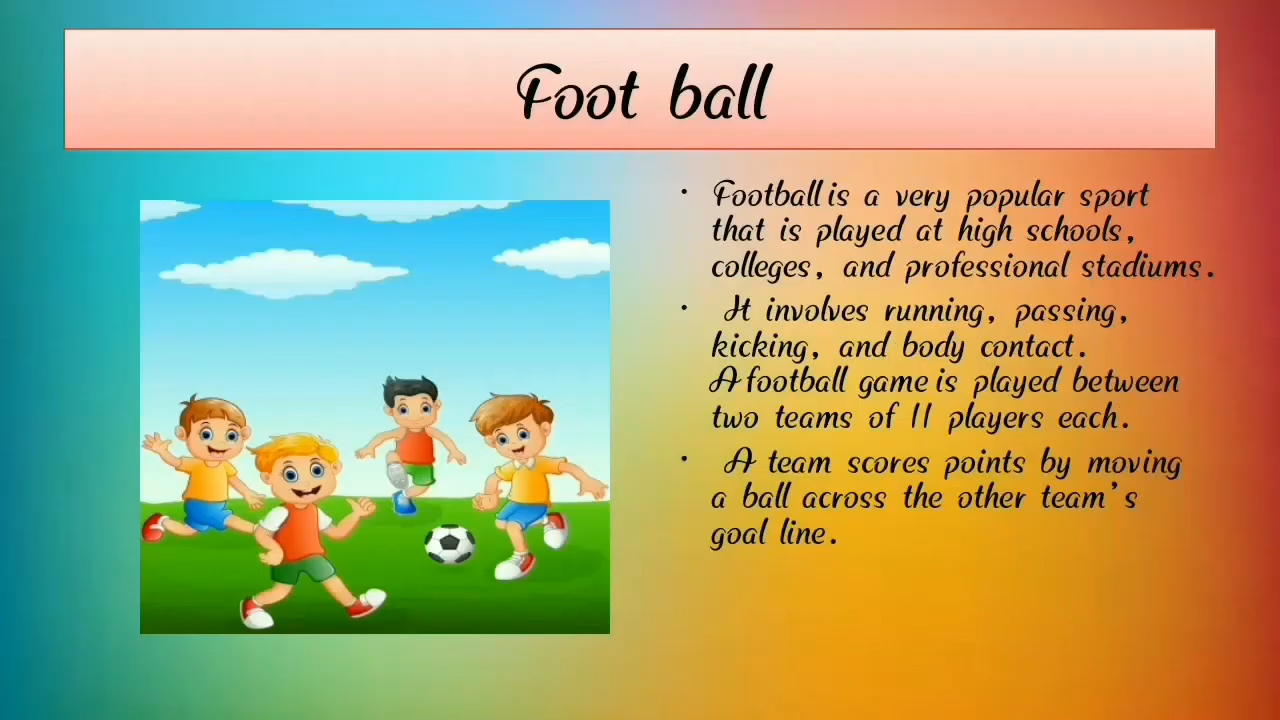 Foot ball
• Football is a very popular sport
that is played at high schools,
colleges, and professional stadiums.
• It involves running, passing,
kicking, and body contact.
A football game is played between
two teams of 11 players each.
• A team scores points by moving
a ball across the other team's
goal line.